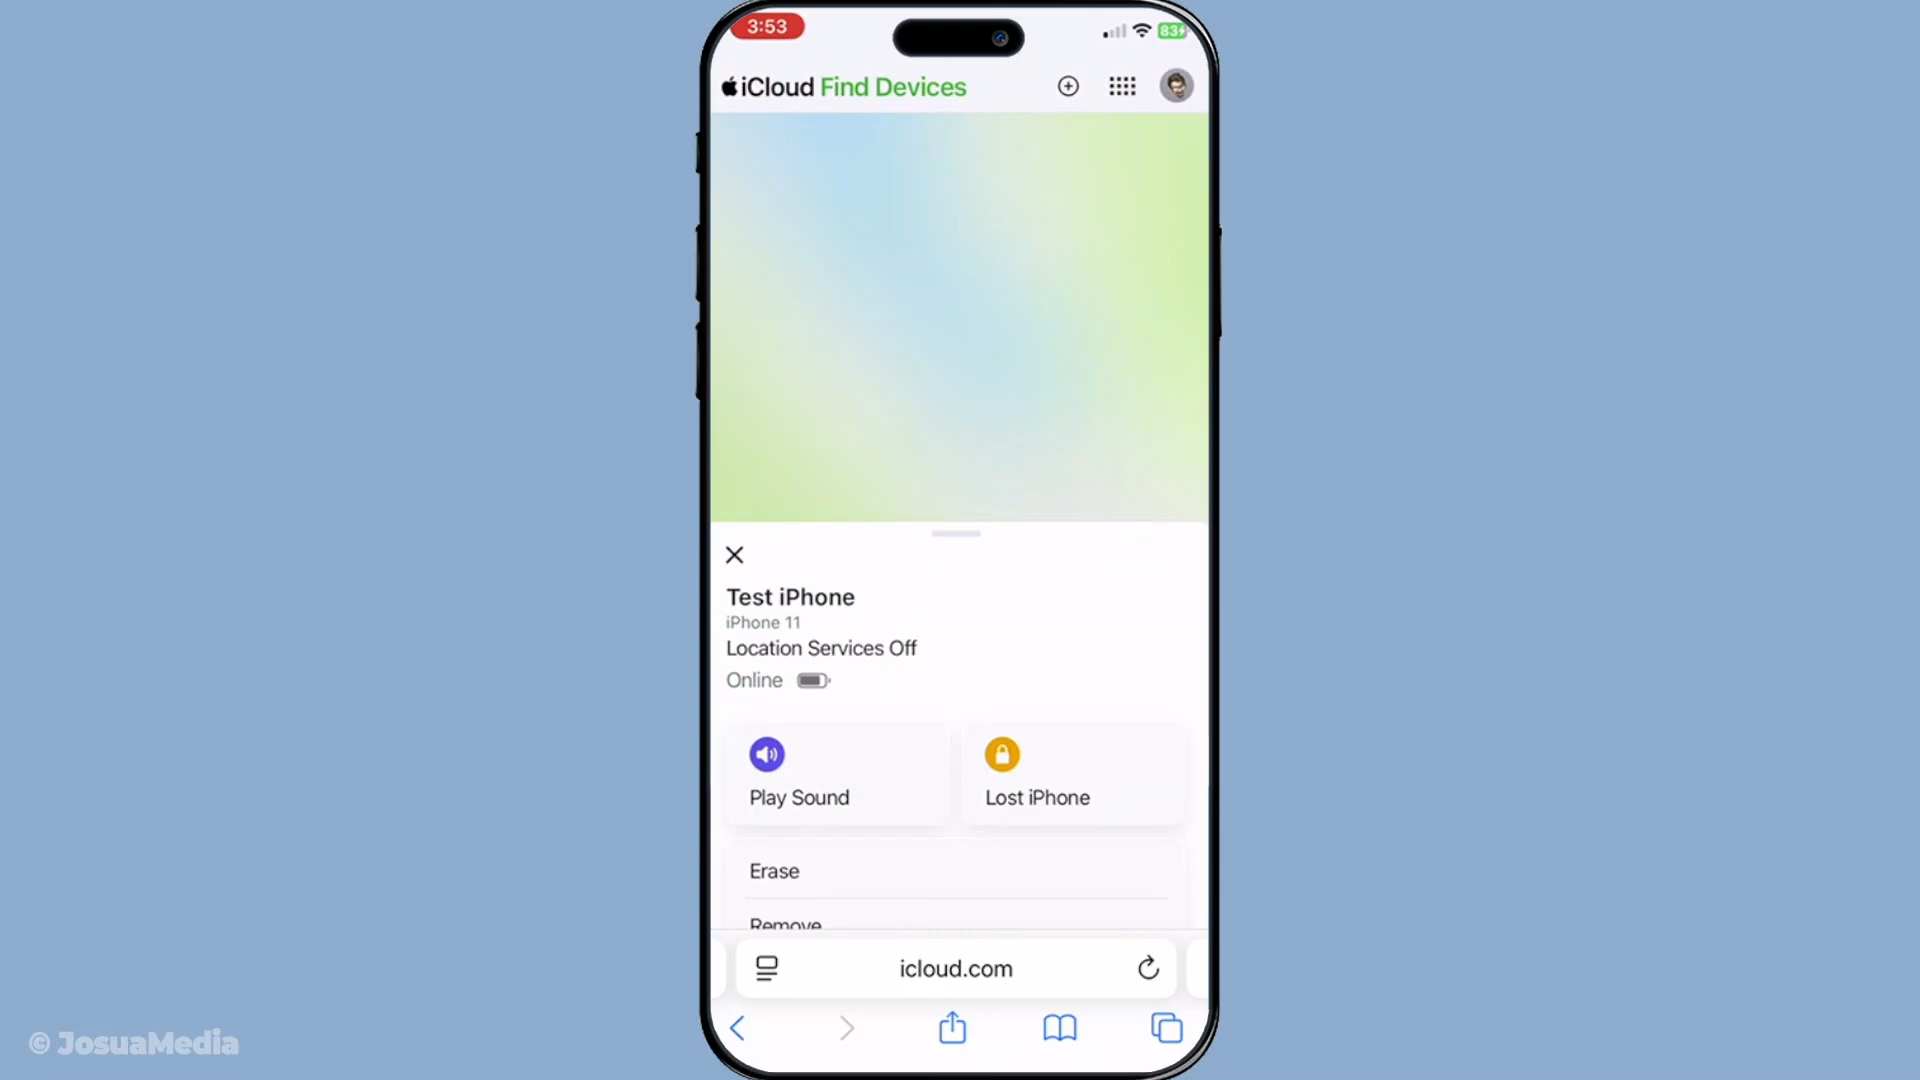 3:53
83
iCloud Find Devices
Test iPhone
iPhone 11
Location Services Off
Online
Play Sound
Lost iPhone
Erase
Remove
icloud.com
© JosuaMedia